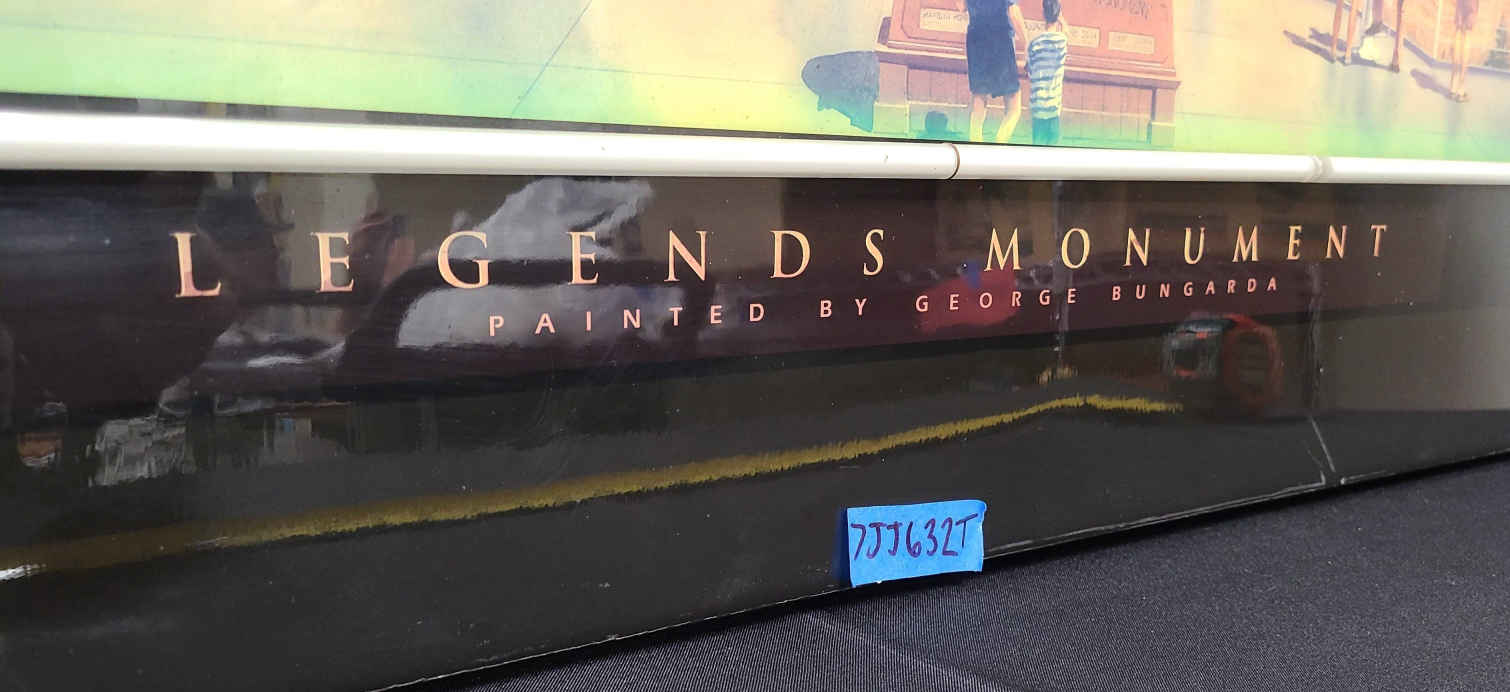 LEGENDS MONUMENT
PAINTED BY GEORGE BUNGARDA
7JJ632T